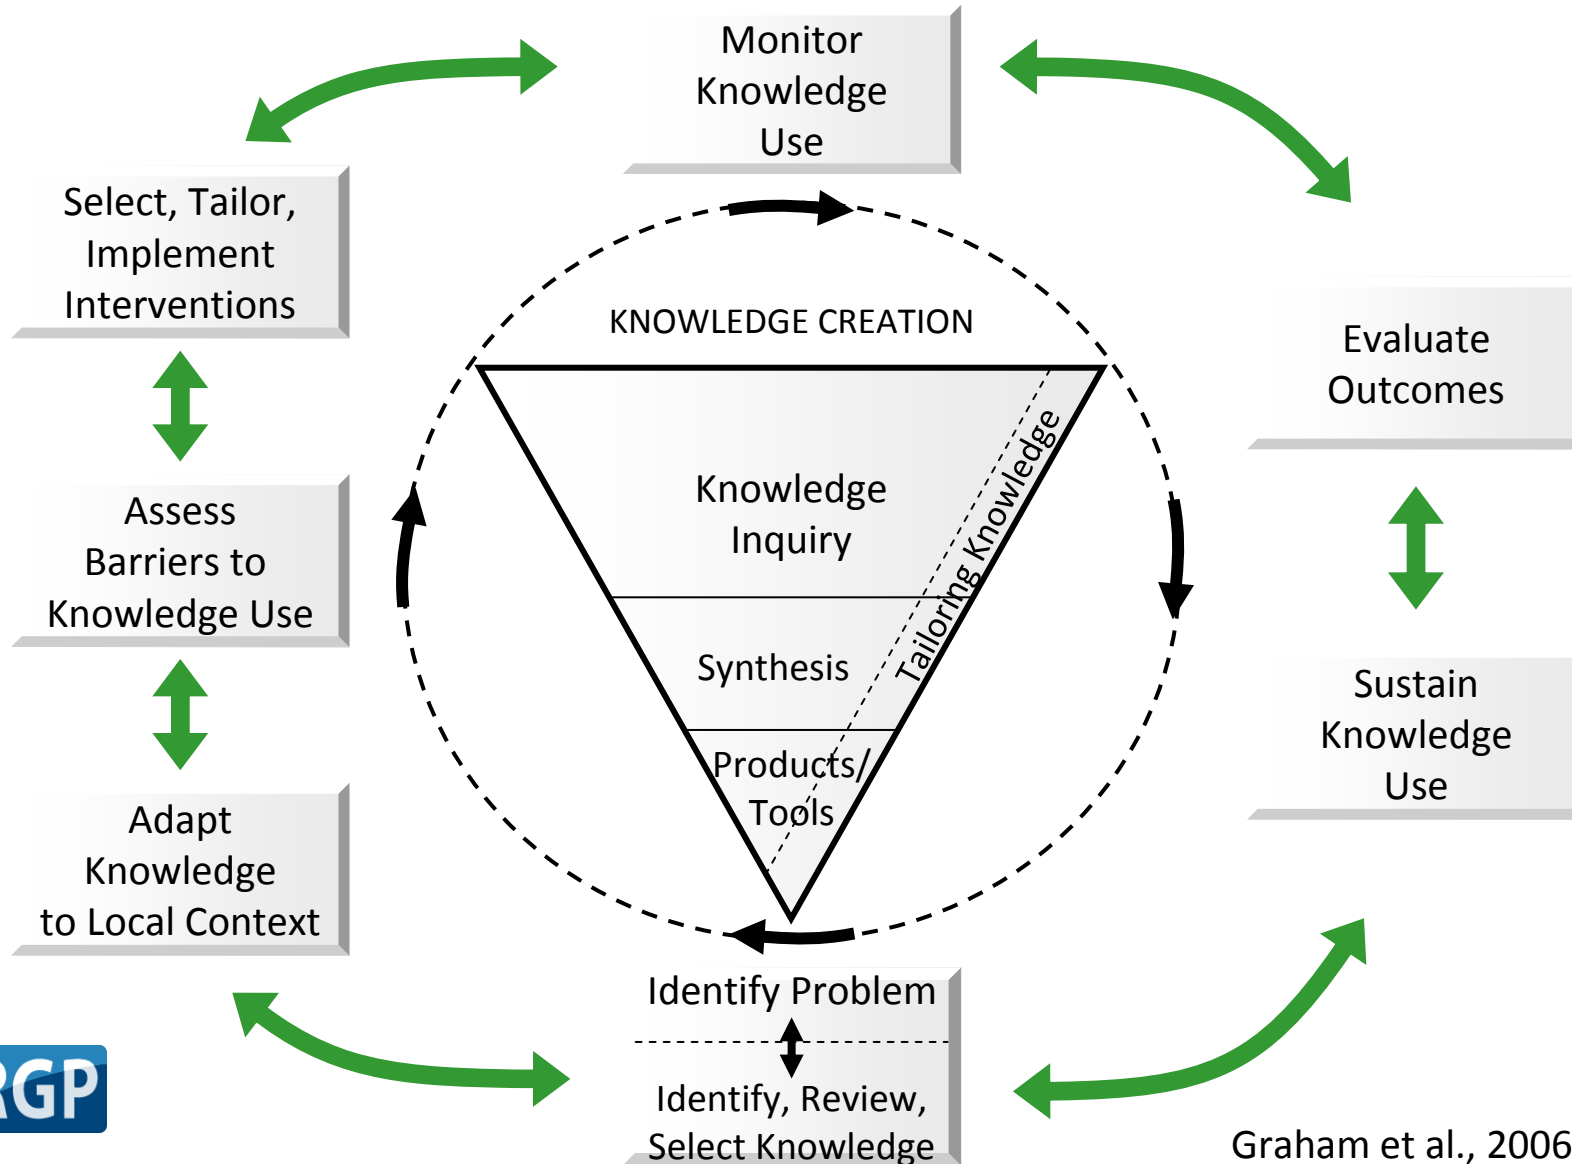 Monitor
Knowledge
Use
Select, Tailor,
Implement
Interventions
KNOWLEDGE CREATION
Evaluate
Outcomes
Knowledge
Inquiry
Tailoring Knowledge
Assess
Barriers to
Knowledge Use
Synthesis
Sustain
Knowledge
Use
Products/
Tools
Adapt
Knowledge
to Local Context
Identify Problem
Identify, Review,
Select Knowledge
RGP
Graham et al., 2006